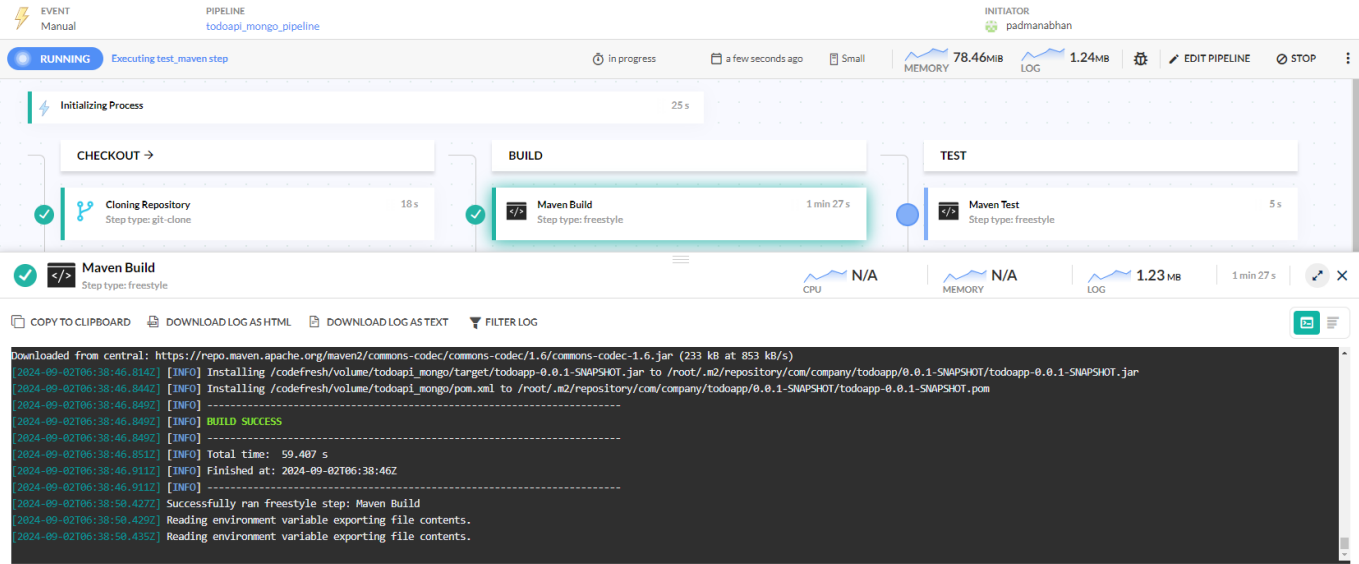 EVENT
Manual
PIPELINE
todoapi_mongo_pipeline
INITIATOR
padmanabhan
RUNNING Executing test_maven step in progress a few seconds ago Small MEMORY 78.46MiB LOG 1.24MB EDIT PIPELINE STOP
Initializing Process 25 s
CHECKOUT → BUILD TEST
Cloning Repository 18 s
Step type: git-clone
Maven Build 1 min 27 s
Step type: freestyle
Maven Test 5 s
Step type: freestyle
Maven Build
Step type: freestyle
CPU N/A MEMORY N/A LOG 1.23 MB 1 min 27 s
COPY TO CLIPBOARD DOWNLOAD LOG AS HTML DOWNLOAD LOG AS TEXT FILTER LOG
Downloaded from central: https://repo.maven.apache.org/maven2/commons-codec/commons-codec/1.6/commons-codec-1.6.jar (233 kB at 853 kB/s)
[2024-09-02T06:38:46.814Z] [INFO] Installing /codefresh/volume/todoapi_mongo/target/todoapp-0.0.1-SNAPSHOT.jar to /root/.m2/repository/com/company/todoapp/0.0.1-SNAPSHOT/todoapp-0.0.1-SNAPSHOT.jar
[2024-09-02T06:38:46.844Z] [INFO] Installing /codefresh/volume/todoapi_mongo/pom.xml to /root/.m2/repository/com/company/todoapp/0.0.1-SNAPSHOT/todoapp-0.0.1-SNAPSHOT.pom
[2024-09-02T06:38:46.849Z] [INFO] ------------------------------------------------------------------------
[2024-09-02T06:38:46.849Z] [INFO] BUILD SUCCESS
[2024-09-02T06:38:46.849Z] [INFO] ------------------------------------------------------------------------
[2024-09-02T06:38:46.851Z] [INFO] Total time:  59.407 s
[2024-09-02T06:38:46.911Z] [INFO] Finished at: 2024-09-02T06:38:46Z
[2024-09-02T06:38:46.911Z] [INFO] ------------------------------------------------------------------------
[2024-09-02T06:38:50.427Z] Successfully ran freestyle step: Maven Build
[2024-09-02T06:38:50.429Z] Reading environment variable exporting file contents.
[2024-09-02T06:38:50.435Z] Reading environment variable exporting file contents.